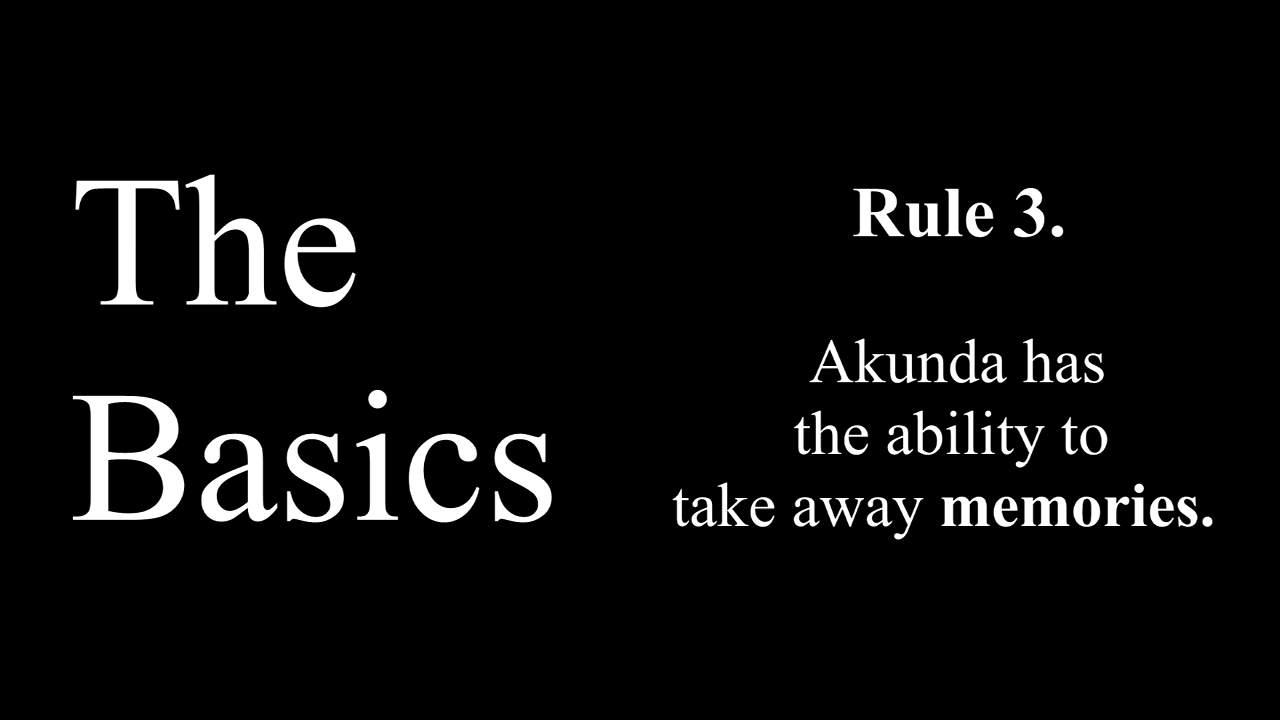 The
Basics
Rule 3.
Akunda has
the ability to
take away memories.